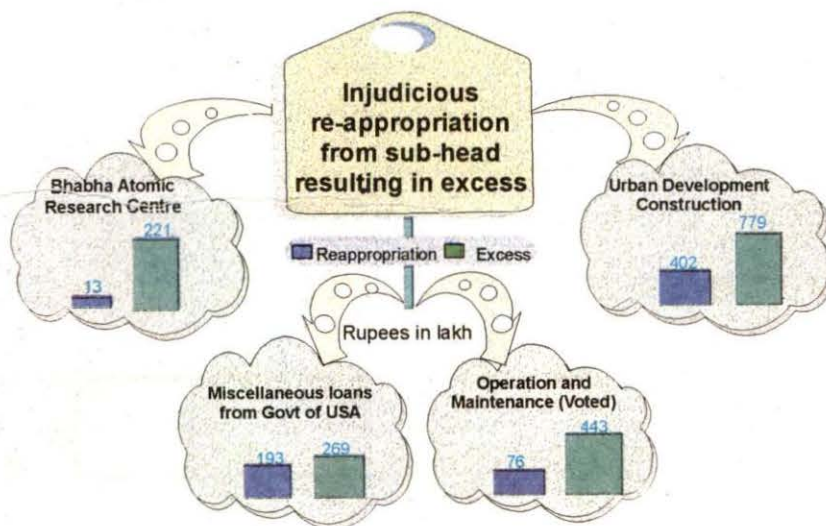 Injudicious
re-appropriation
from sub-head
resulting in excess
Bhabha Atomic
Research Centre
221
13
Urban Development
Construction
779
402
Reappropriation Excess
Rupees in lakh
Miscellaneous loans
from Govt of USA
193 269
Operation and
Maintenance (Voted)
443
76